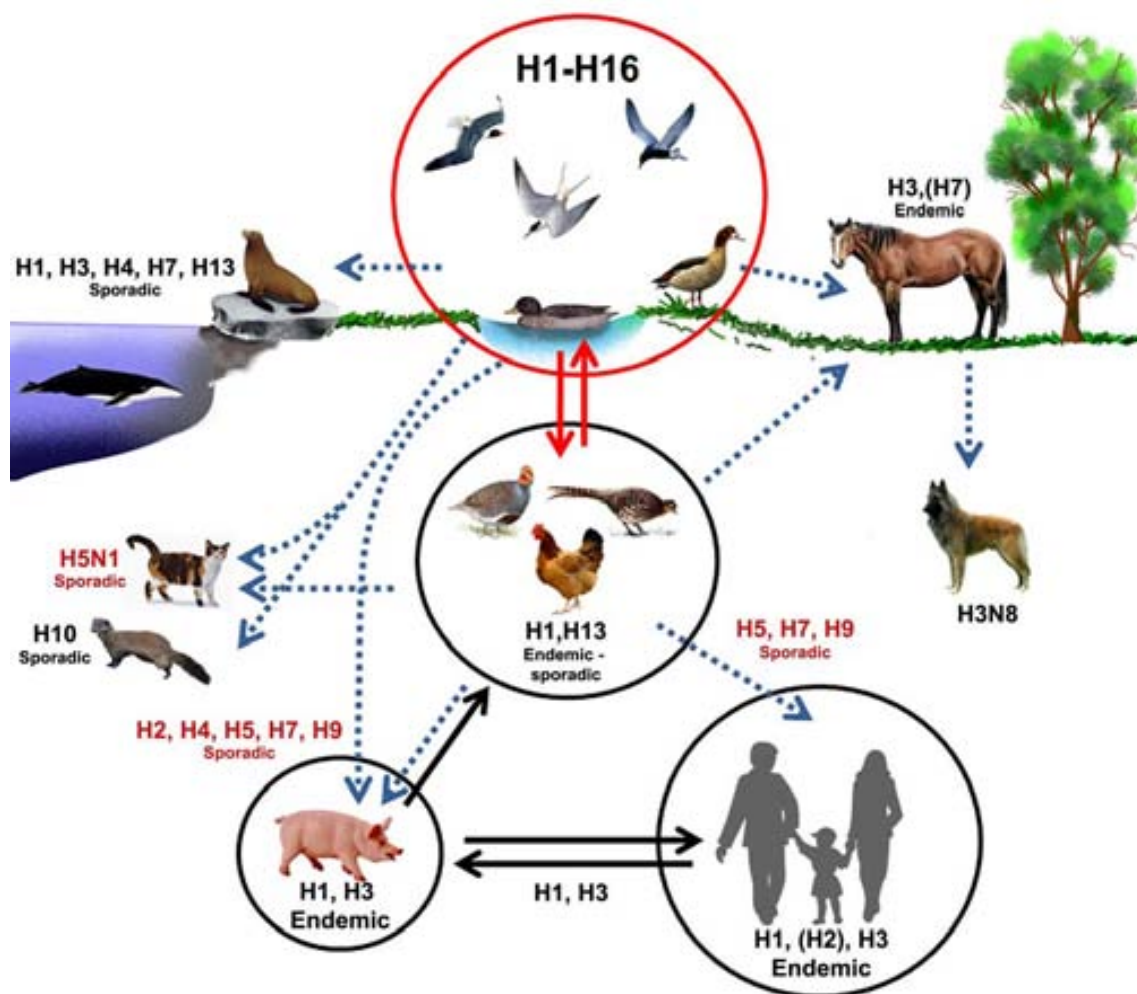 H1-H16
H3,(H7)
Endemic
H1, H3, H4, H7, H13
Sporadic
H5N1
Sporadic
H10
Sporadic
H1,H13
Endemic -
sporadic
H3N8
H5, H7, H9
Sporadic
H2, H4, H5, H7, H9
Sporadic
H1, H3
Endemic
H1, H3
H1, (H2), H3
Endemic